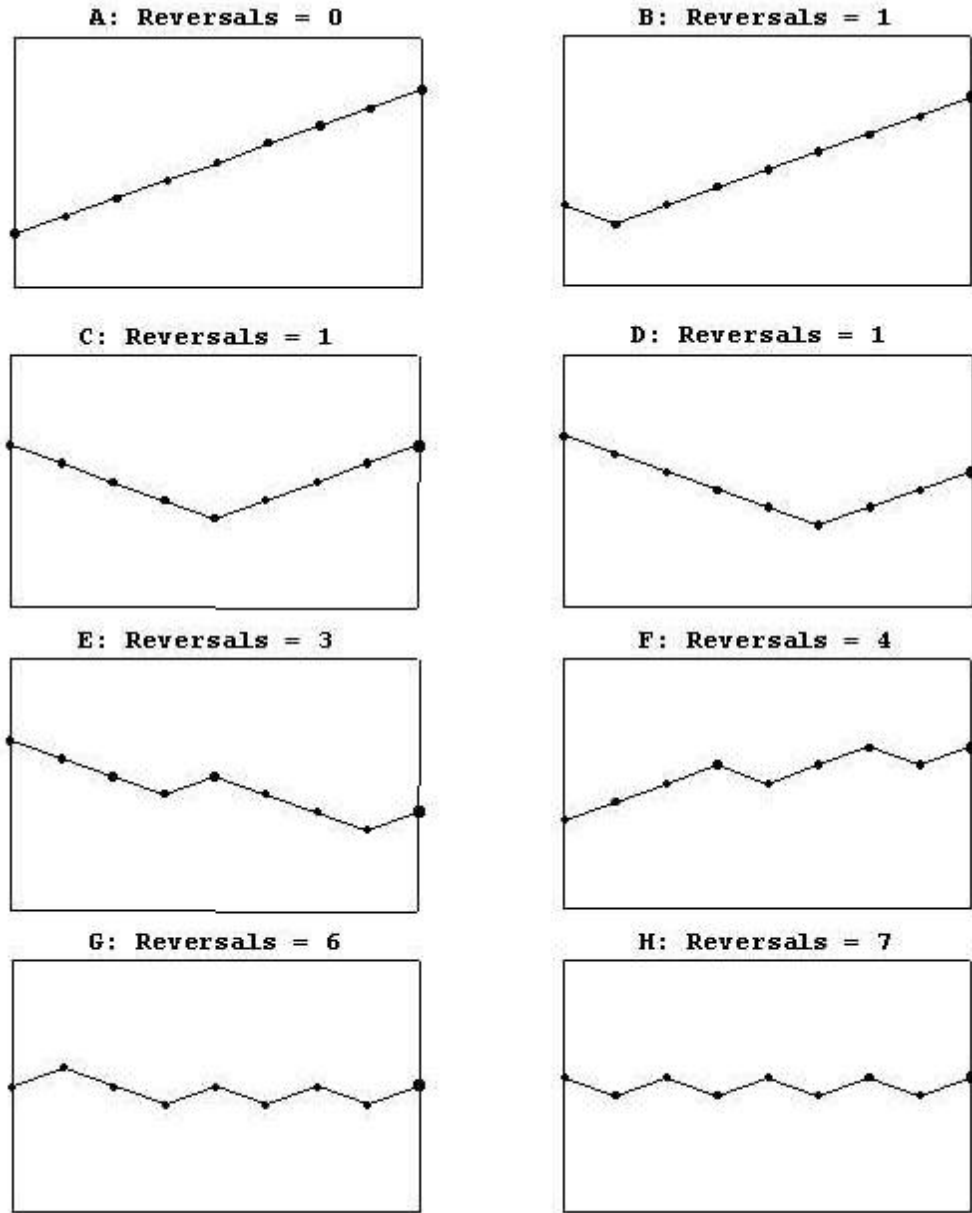 A: Reversals = 0
B: Reversals = 1
C: Reversals = 1
D: Reversals = 1
E: Reversals = 3
F: Reversals = 4
G: Reversals = 6
H: Reversals = 7